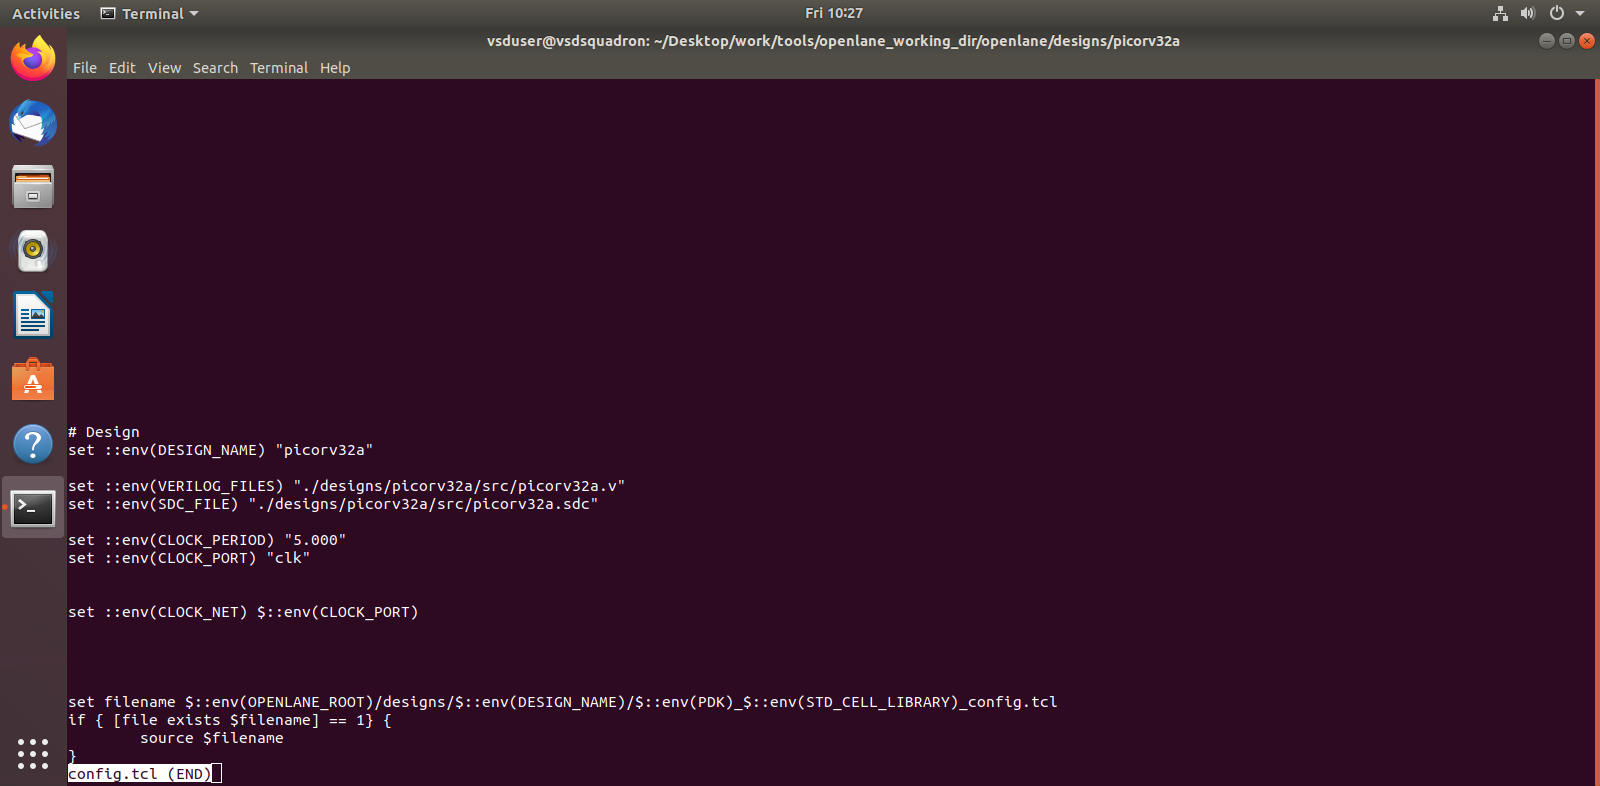 Activities Terminal Fri 10:27
vsduser@vsdsquadron: ~/Desktop/work/tools/openlane_working_dir/openlane/designs/picorv32a
File Edit View Search Terminal Help
# Design
set ::env(DESIGN_NAME) "picorv32a"
set ::env(VERILOG_FILES) "./designs/picorv32a/src/picorv32a.v"
set ::env(SDC_FILE) "./designs/picorv32a/src/picorv32a.sdc"
set ::env(CLOCK_PERIOD) "5.000"
set ::env(CLOCK_PORT) "clk"
set ::env(CLOCK_NET) $::env(CLOCK_PORT)
set filename $::env(OPENLANE_ROOT)/designs/$::env(DESIGN_NAME)/$::env(PDK)_$::env(STD_CELL_LIBRARY)_config.tcl
if { [file exists $filename] == 1} {
        source $filename
}
config.tcl (END)